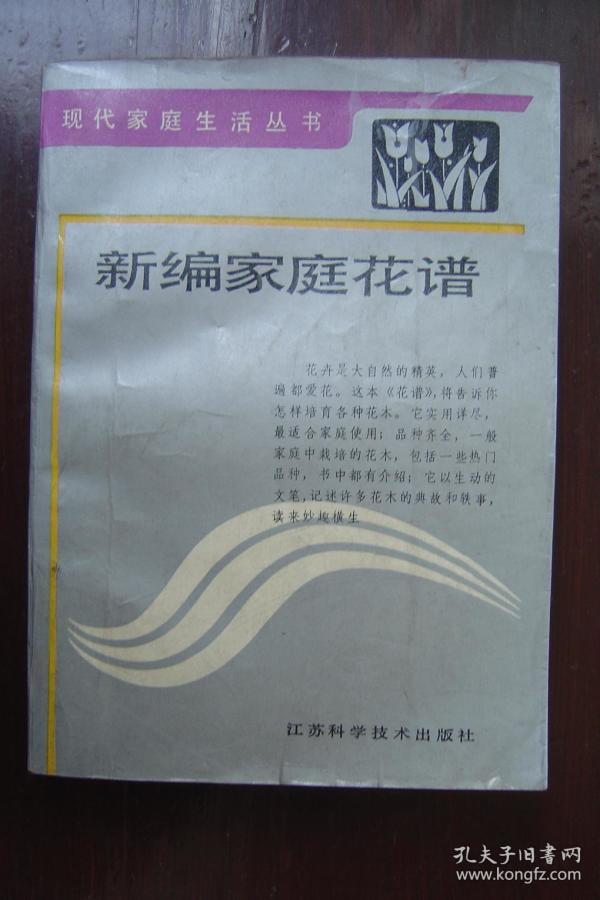 现代家庭生活丛书
新编家庭花谱
花卉是大自然的精英，人们普
遍都爱花。这本《花谱》，将告诉你
怎样培育各种花木。它实用详尽，
最适合家庭使用；品种齐全，一般
家庭中栽培的花木，包括一些热门
品种，书中都有介绍；它以生动的
文笔，记述许多花木的典故和轶事，
读来妙趣横生
江苏科学技术出版社
孔夫子旧书网
www.kongfz.com